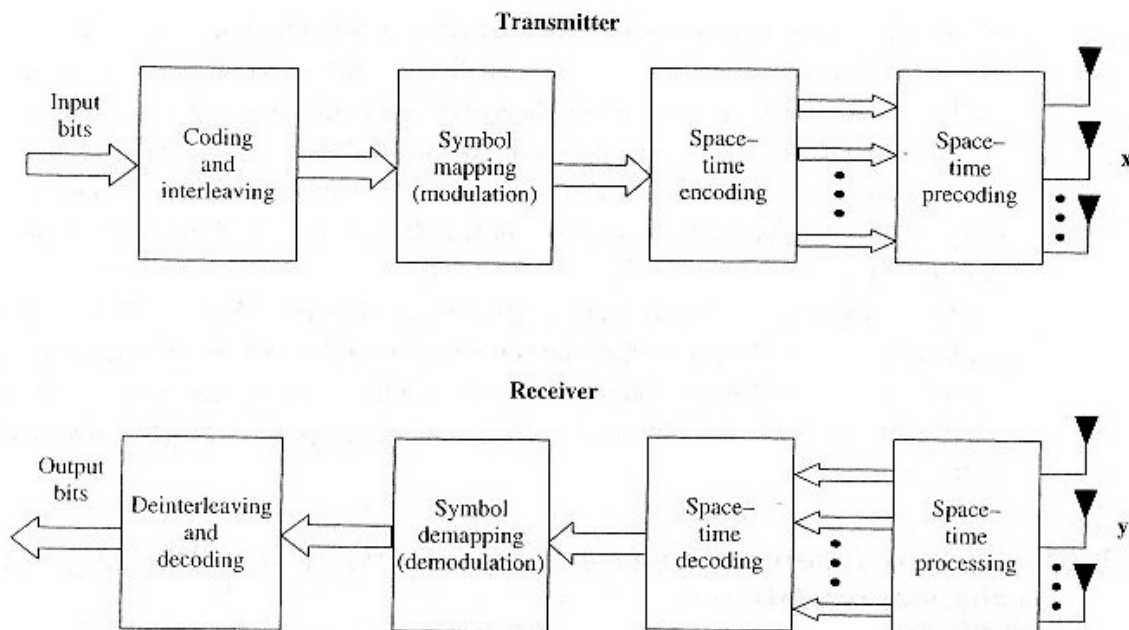 Transmitter
Input
bits
Coding
and
interleaving
Symbol
mapping
(modulation)
Space–
time
encoding
Space–
time
precoding
x
Receiver
Output
bits
Deinterleaving
and
decoding
Symbol
demapping
(demodulation)
Space–
time
decoding
Space–
time
processing
y